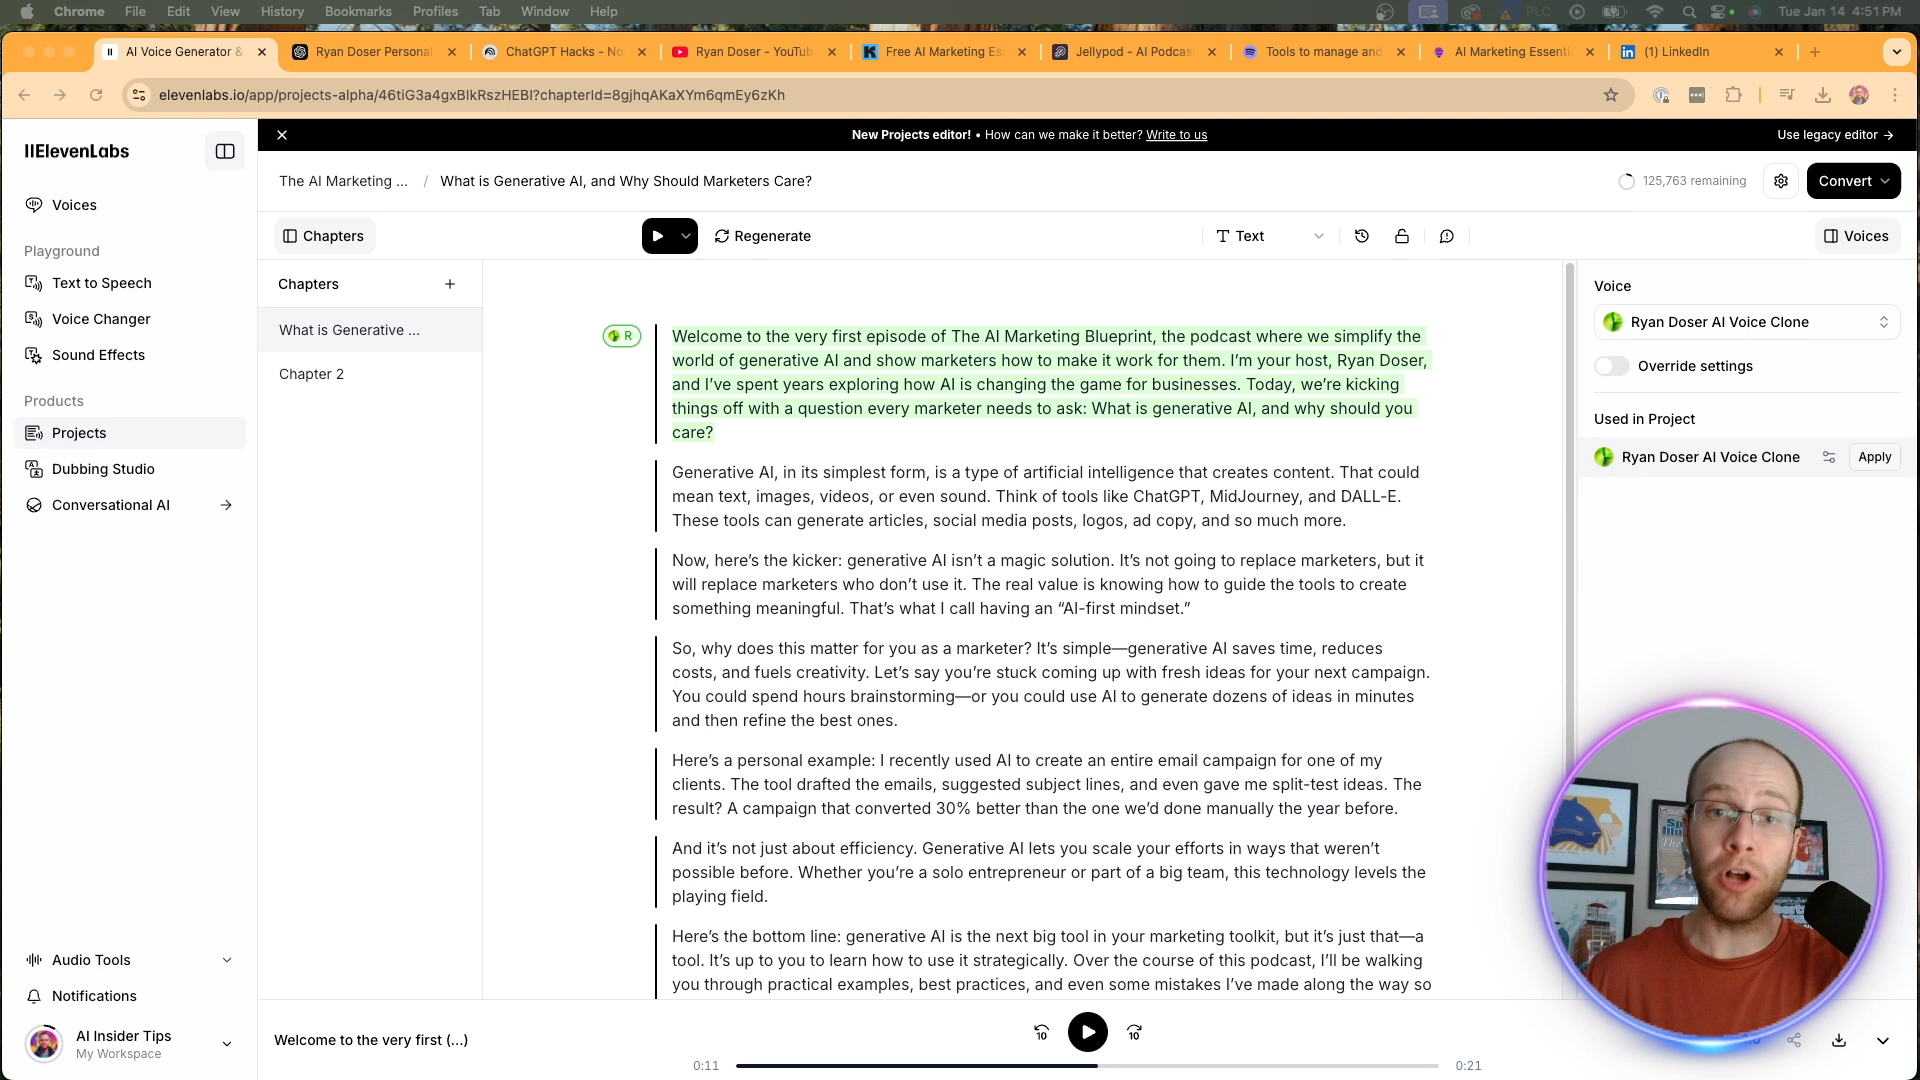 Chrome File Edit View History Bookmarks Profiles Tab Window Help
PLC Tue Jan 14 4:51 PM
AI Voice Generator & Ryan Doser Persona ChatGPT Hacks - No Ryan Doser - YouTub Free AI Marketing Es Jellypod - AI Podcas Tools to manage and AI Marketing Essenti (1) LinkedIn
elevenlabs.io/app/projects-alpha/46tiG3a4gxBlkRszHEBl?chapterId=8gjhqAKaXYm6qmEy6zKh
IIElevenLabs
New Projects editor! • How can we make it better? Write to us
Use legacy editor →
The AI Marketing ... / What is Generative AI, and Why Should Marketers Care?
125,763 remaining
Convert
Voices
Playground
Text to Speech
Voice Changer
Sound Effects
Products
Projects
Dubbing Studio
Conversational AI
Audio Tools
Notifications
AI Insider Tips
My Workspace
Chapters
Regenerate
Text
Voices
Chapters
What is Generative ...
Chapter 2
R
Welcome to the very first episode of The AI Marketing Blueprint, the podcast where we simplify the
world of generative AI and show marketers how to make it work for them. I’m your host, Ryan Doser,
and I’ve spent years exploring how AI is changing the game for businesses. Today, we’re kicking
things off with a question every marketer needs to ask: What is generative AI, and why should you
care?
Generative AI, in its simplest form, is a type of artificial intelligence that creates content. That could
mean text, images, videos, or even sound. Think of tools like ChatGPT, MidJourney, and DALL-E.
These tools can generate articles, social media posts, logos, ad copy, and so much more.
Now, here’s the kicker: generative AI isn’t a magic solution. It’s not going to replace marketers, but it
will replace marketers who don’t use it. The real value is knowing how to guide the tools to create
something meaningful. That’s what I call having an “AI-first mindset.”
So, why does this matter for you as a marketer? It’s simple—generative AI saves time, reduces
costs, and fuels creativity. Let’s say you’re stuck coming up with fresh ideas for your next campaign.
You could spend hours brainstorming—or you could use AI to generate dozens of ideas in minutes
and then refine the best ones.
Here’s a personal example: I recently used AI to create an entire email campaign for one of my
clients. The tool drafted the emails, suggested subject lines, and even gave me split-test ideas. The
result? A campaign that converted 30% better than the one we’d done manually the year before.
And it’s not just about efficiency. Generative AI lets you scale your efforts in ways that weren’t
possible before. Whether you’re a solo entrepreneur or part of a big team, this technology levels the
playing field.
Here’s the bottom line: generative AI is the next big tool in your marketing toolkit, but it’s just that—a
tool. It’s up to you to learn how to use it strategically. Over the course of this podcast, I’ll be walking
you through practical examples, best practices, and even some mistakes I’ve made along the way so
Voice
Ryan Doser AI Voice Clone
Override settings
Used in Project
Ryan Doser AI Voice Clone
Apply
Welcome to the very first (...)
10
10
0:11
0:21